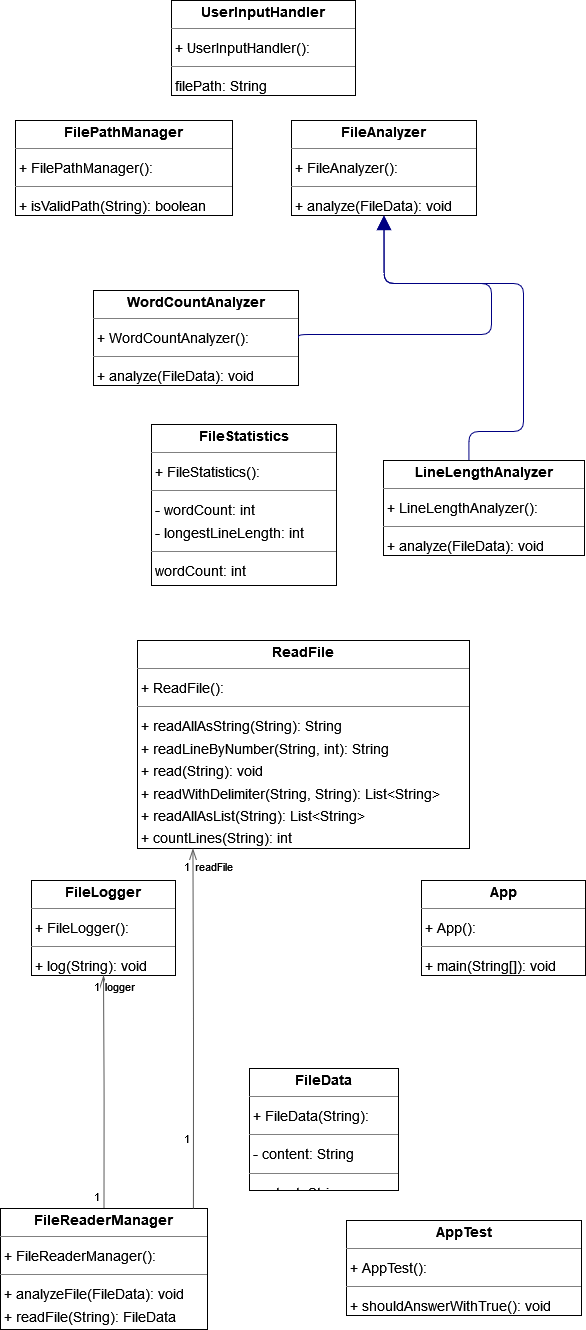 UserInputHandler
+ UserInputHandler():
filePath: String
FilePathManager
+ FilePathManager():
+ isValidPath(String): boolean
FileAnalyzer
+ FileAnalyzer():
+ analyze(FileData): void
WordCountAnalyzer
+ WordCountAnalyzer():
+ analyze(FileData): void
FileStatistics
+ FileStatistics():
- wordCount: int
- longestLineLength: int
wordCount: int
LineLengthAnalyzer
+ LineLengthAnalyzer():
+ analyze(FileData): void
ReadFile
+ ReadFile():
+ readAllAsString(String): String
+ readLineByNumber(String, int): String
+ read(String): void
+ readWithDelimiter(String, String): List<String>
+ readAllAsList(String): List<String>
+ countLines(String): int
1 readFile
FileLogger
+ FileLogger():
+ log(String): void
1 logger
App
+ App():
+ main(String[]): void
FileData
+ FileData(String):
- content: String
1
1
FileReaderManager
+ FileReaderManager():
+ analyzeFile(FileData): void
+ readFile(String): FileData
AppTest
+ AppTest():
+ shouldAnswerWithTrue(): void